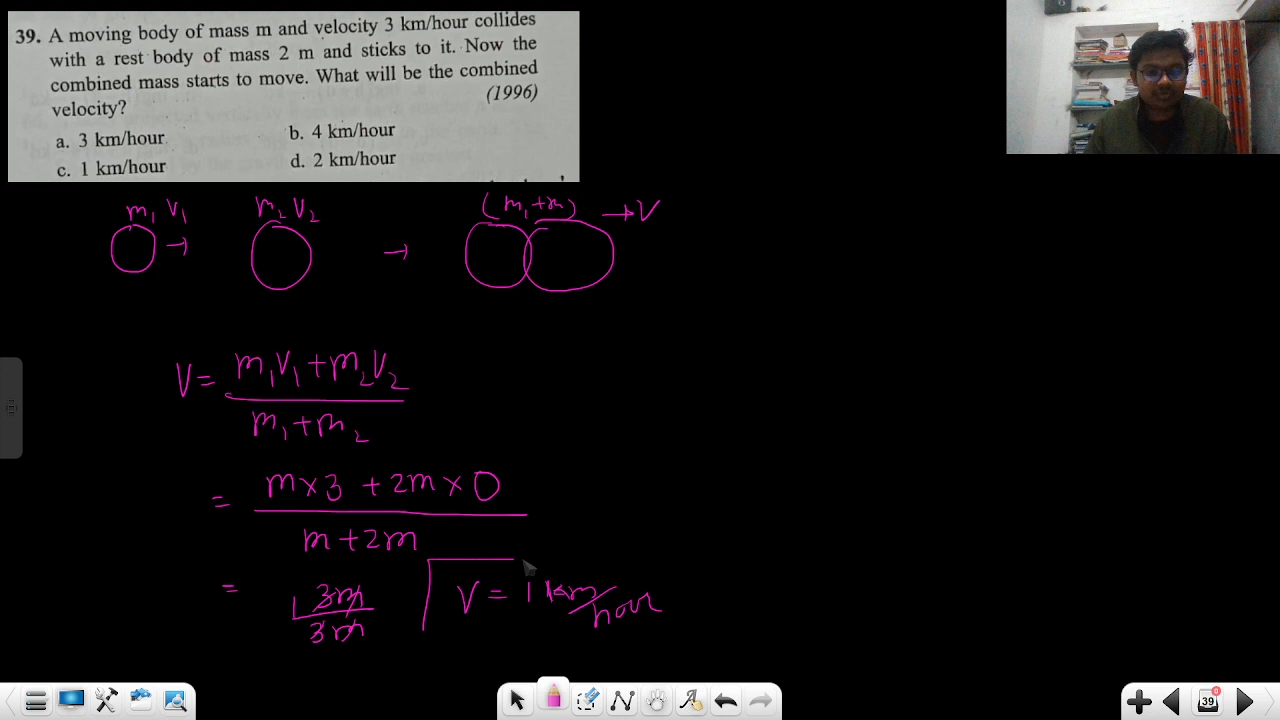 39. A moving body of mass m and velocity 3 km/hour collides
with a rest body of mass 2 m and sticks to it. Now the
combined mass starts to move. What will be the combined
velocity? (1996)
a. 3 km/hour b. 4 km/hour
c. 1 km/hour d. 2 km/hour
m₁ V₁ m₂ V₂ (m₁+m) →V
→ →
V = m₁V₁+m₂V₂
m₁+m₂
= m×3 + 2m×0
m+2m
= 1 3m V = 1 km/hour
3m
39
0